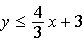 y ≤ 4/3 x + 3